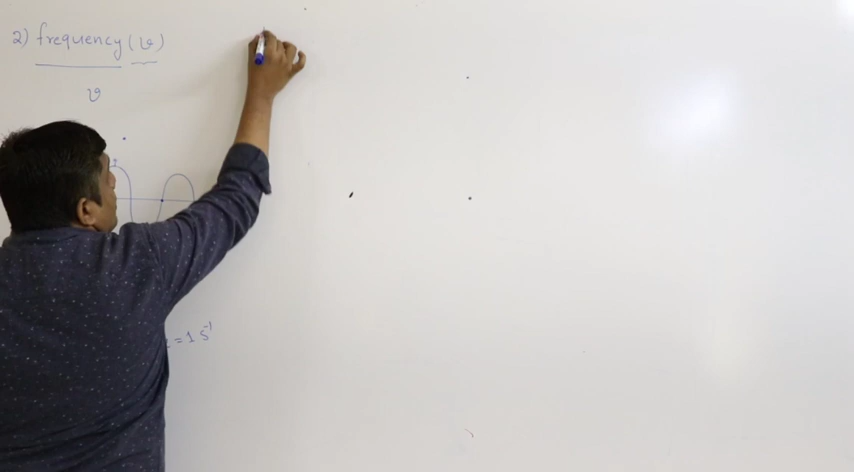 2) frequency (ν)
ν
= 1 s⁻¹